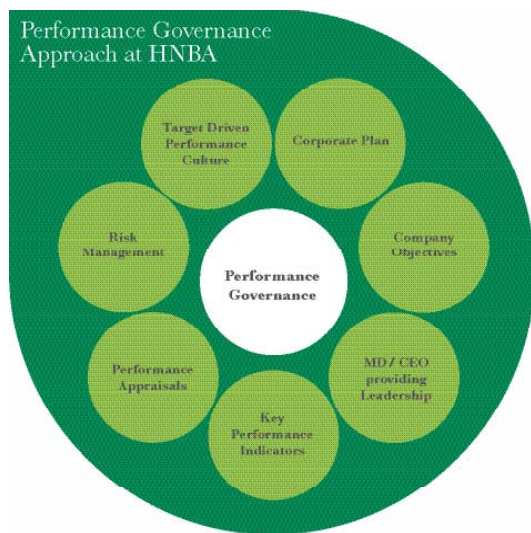 Performance Governance
Approach at HNBA
Target Driven
Performance
Culture
Corporate Plan
Risk
Management
Company
Objectives
Performance
Governance
Performance
Appraisals
MD / CEO
providing
Leadership
Key
Performance
Indicators